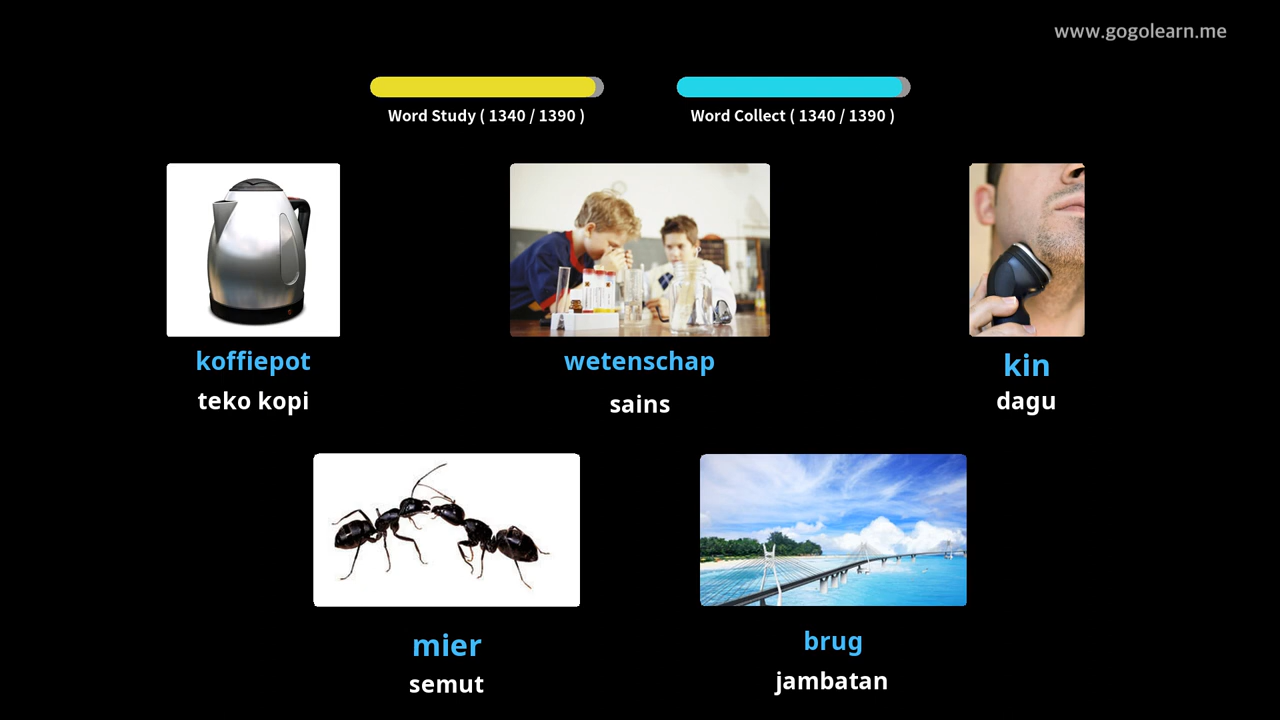 www.gogolearn.me
Word Study ( 1340 / 1390 )
Word Collect ( 1340 / 1390 )
koffiepot
teko kopi
wetenschap
sains
kin
dagu
mier
semut
brug
jambatan